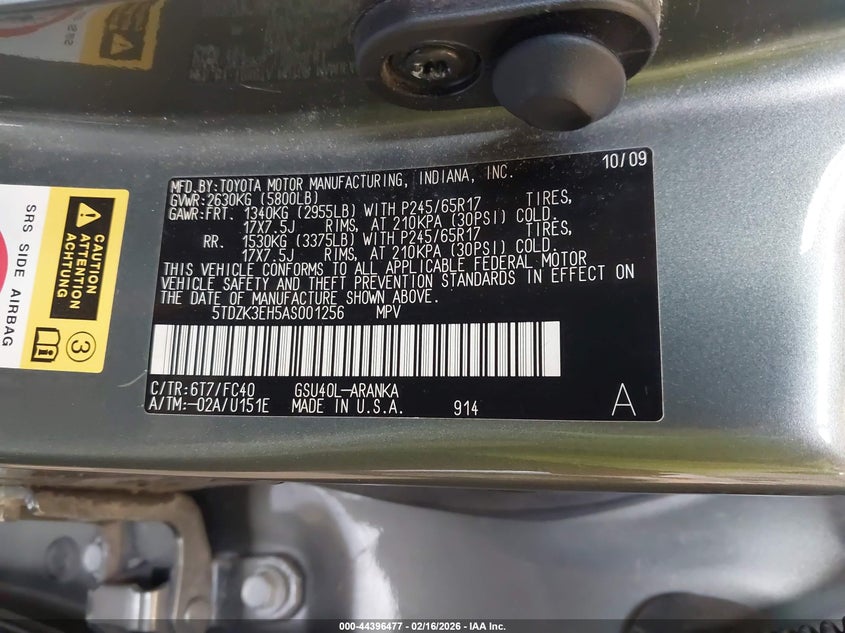 MFD.BY:TOYOTA MOTOR MANUFACTURING, INDIANA, INC. 10/09
GVWR:2630KG (5800LB)
GAWR:FRT. 1340KG (2955LB) WITH P245/65R17 TIRES,
17X7.5J RIMS, AT 210KPA (30PSI) COLD.
RR. 1530KG (3375LB) WITH P245/65R17 TIRES,
17X7.5J RIMS, AT 210KPA (30PSI) COLD.
THIS VEHICLE CONFORMS TO ALL APPLICABLE FEDERAL MOTOR
VEHICLE SAFETY AND THEFT PREVENTION STANDARDS IN EFFECT ON
THE DATE OF MANUFACTURE SHOWN ABOVE.
5TDZK3EH5AS001256 MPV
C/TR:6T7/FC40 GSU40L-ARANKA
A/TM:-02A/U151E MADE IN U.S.A. 914 A
SRS SIDE AIRBAG
CAUTION
ATTENTION
ACHTUNG
3
000-44396477 - 02/16/2026 - IAA Inc.